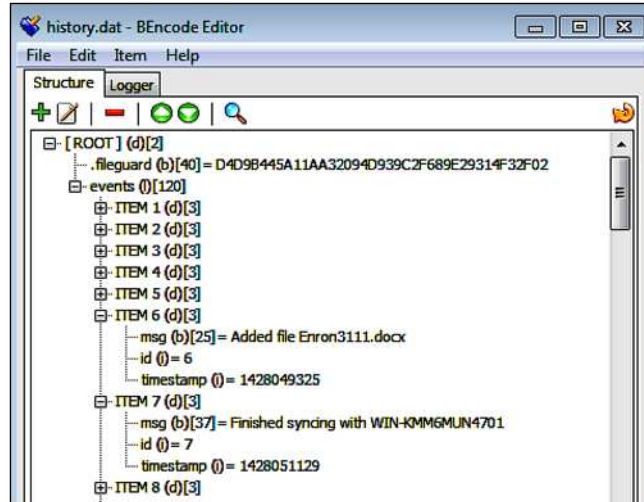 history.dat - BEncode Editor
File Edit Item Help
Structure Logger
[ROOT] (d)[2]
.fileguard (b)[40] = D4D9B445A11AA32094D939C2F689E29314F32F02
events (l)[120]
ITEM 1 (d)[3]
ITEM 2 (d)[3]
ITEM 3 (d)[3]
ITEM 4 (d)[3]
ITEM 5 (d)[3]
ITEM 6 (d)[3]
msg (b)[25] = Added file Enron3111.docx
id (i) = 6
timestamp (i) = 1428049325
ITEM 7 (d)[3]
msg (b)[37] = Finished syncing with WIN-KMM6MUN4701
id (i) = 7
timestamp (i) = 1428051129
ITEM 8 (d)[3]